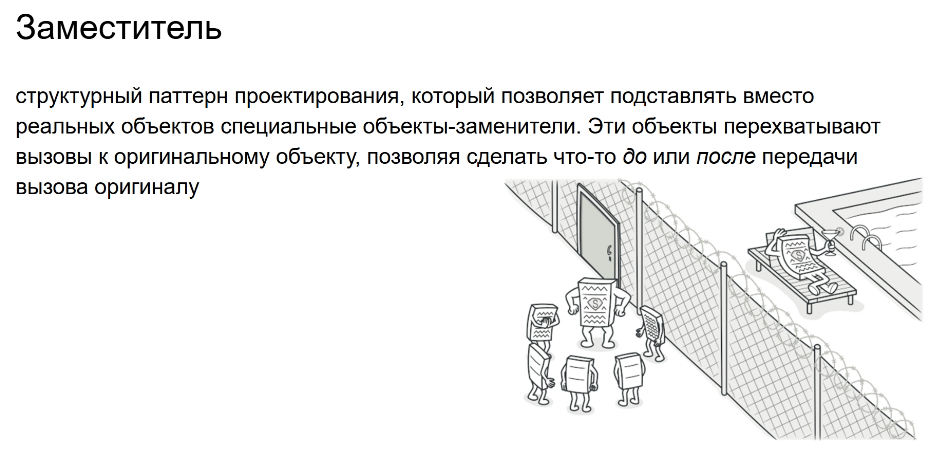 Заместитель
структурный паттерн проектирования, который позволяет подставлять вместо
реальных объектов специальные объекты-заменители. Эти объекты перехватывают
вызовы к оригинальному объекту, позволяя сделать что-то до или после передачи
вызова оригиналу